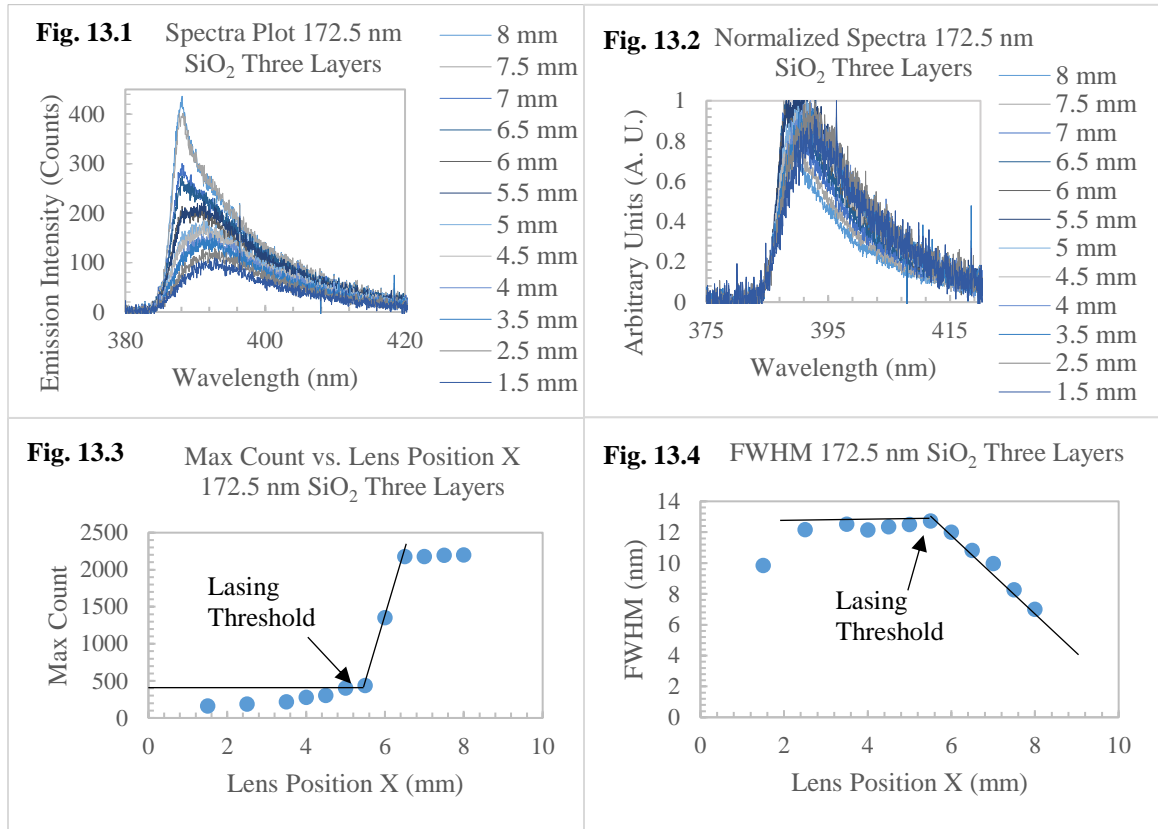 Fig. 13.1
Spectra Plot 172.5 nm
SiO₂ Three Layers
Emission Intensity (Counts)
400
300
200
100
0
380
400
420
Wavelength (nm)
8 mm
7.5 mm
7 mm
6.5 mm
6 mm
5.5 mm
5 mm
4.5 mm
4 mm
3.5 mm
2.5 mm
1.5 mm
Fig. 13.2
Normalized Spectra 172.5 nm
SiO₂ Three Layers
Arbitrary Units (A. U.)
1
0.8
0.6
0.4
0.2
0
375
395
415
Wavelength (nm)
8 mm
7.5 mm
7 mm
6.5 mm
6 mm
5.5 mm
5 mm
4.5 mm
4 mm
3.5 mm
2.5 mm
1.5 mm
Fig. 13.3
Max Count vs. Lens Position X
172.5 nm SiO₂ Three Layers
Max Count
2500
2000
1500
1000
500
0
Lasing
Threshold
0
2
4
6
8
10
Lens Position X (mm)
Fig. 13.4
FWHM 172.5 nm SiO₂ Three Layers
FWHM (nm)
14
12
10
8
6
4
2
0
Lasing
Threshold
0
2
4
6
8
10
Lens Position X (mm)